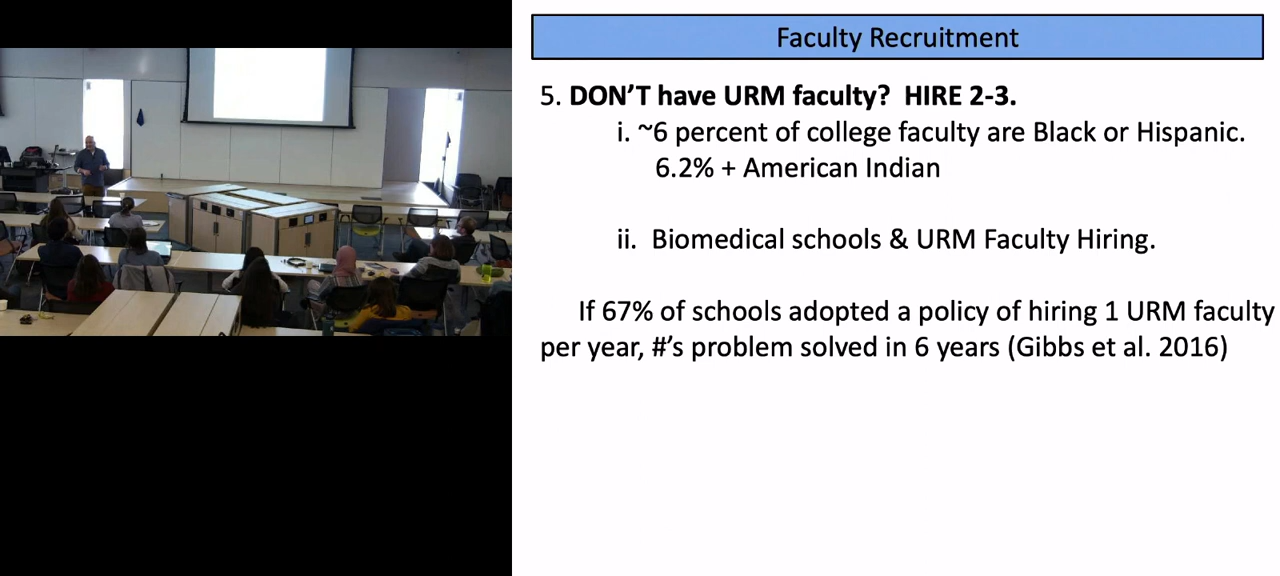 Faculty Recruitment
5. DON'T have URM faculty? HIRE 2-3.
i. ~6 percent of college faculty are Black or Hispanic.
6.2% + American Indian
ii. Biomedical schools & URM Faculty Hiring.
If 67% of schools adopted a policy of hiring 1 URM faculty
per year, #'s problem solved in 6 years (Gibbs et al. 2016)